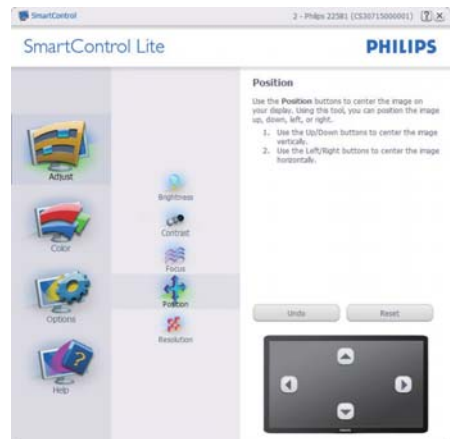 SmartControl
2 - Philips 225B1 (CS30715000001)
SmartControl Lite
PHILIPS
Adjust
Color
Options
Help
Brightness
Contrast
Focus
Position
Resolution
Position
Use the Position buttons to center the image on
your display. Using this tool, you can position the image
up, down, left, or right.
1. Use the Up/Down buttons to center the image
vertically.
2. Use the Left/Right buttons to center the image
horizontally.
Undo
Reset